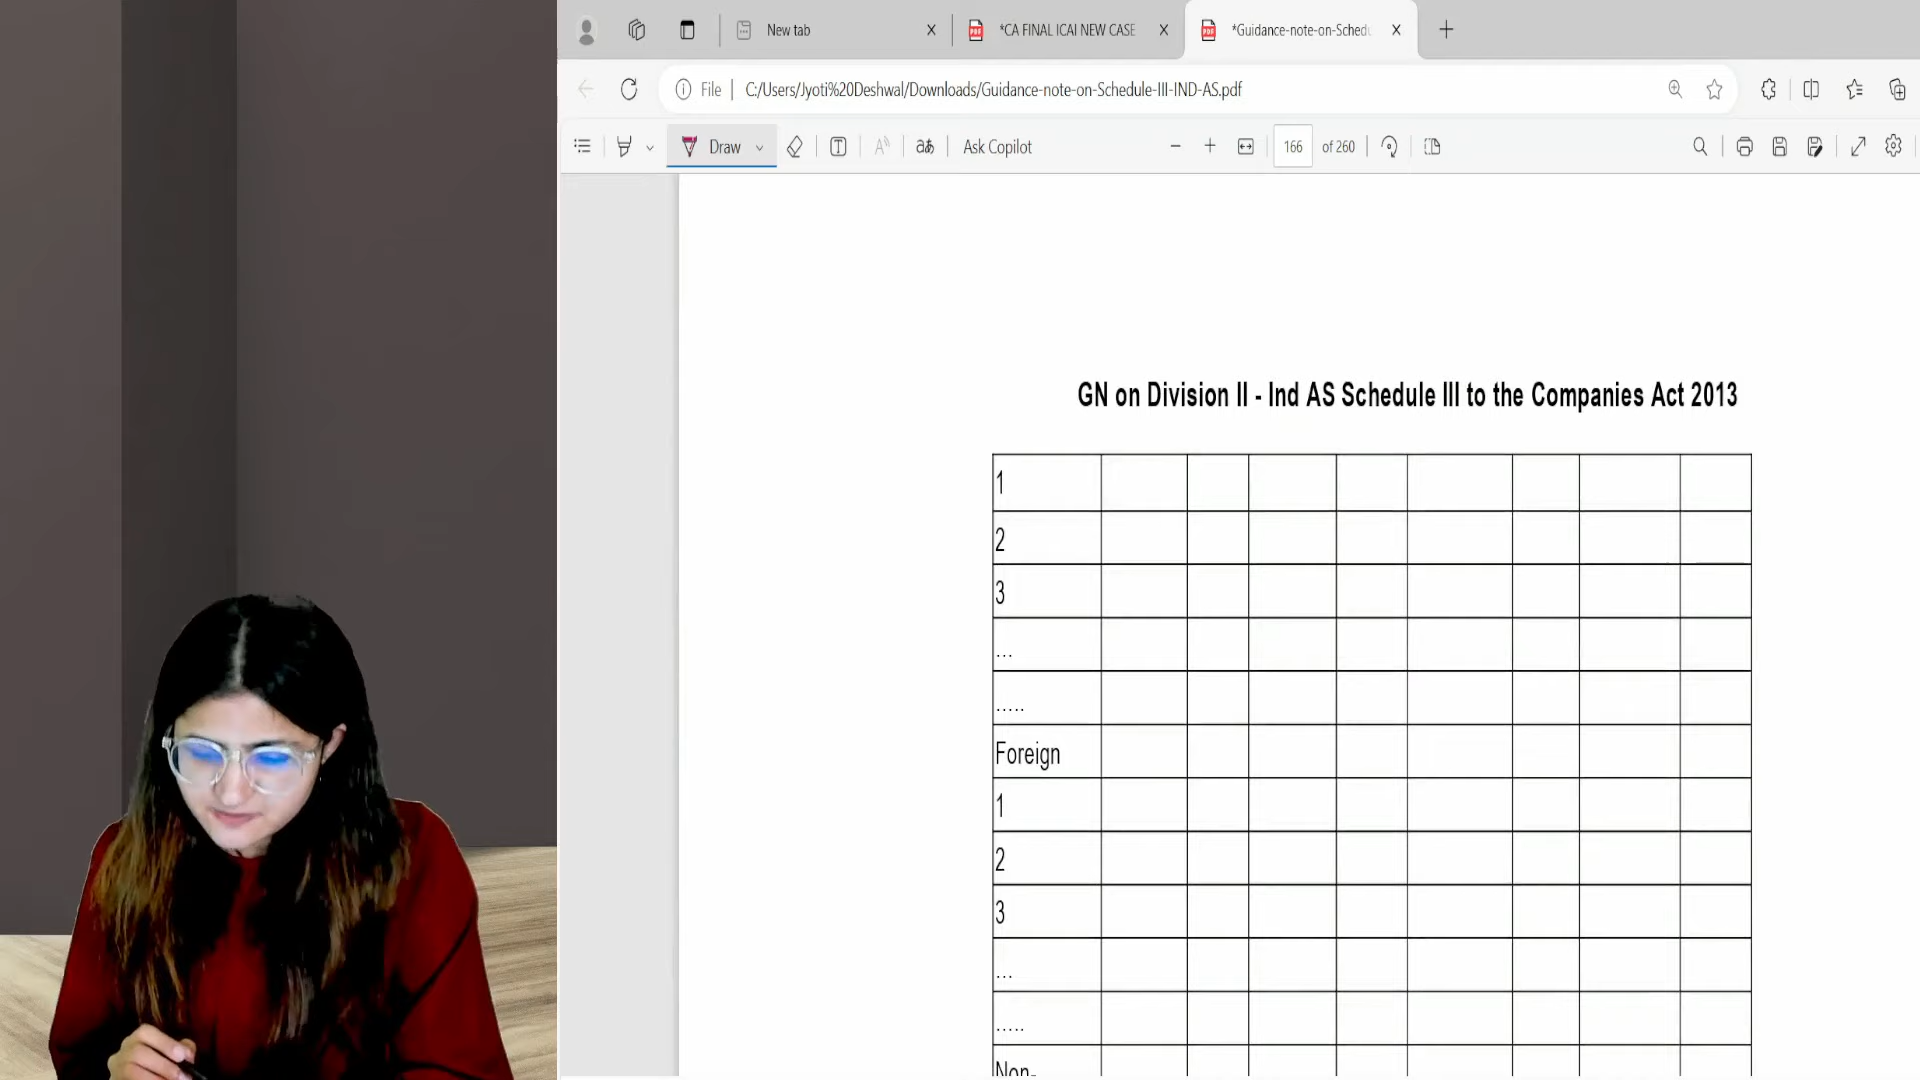 New tab
*CA FINAL ICAI NEW CASE
*Guidance-note-on-Schedu
File
C:/Users/Jyoti%20Deshwal/Downloads/Guidance-note-on-Schedule-III-IND-AS.pdf
Draw
Ask Copilot
166 of 260
GN on Division II - Ind AS Schedule III to the Companies Act 2013
1
2
3
...
.....
Foreign
1
2
3
...
.....
Non-